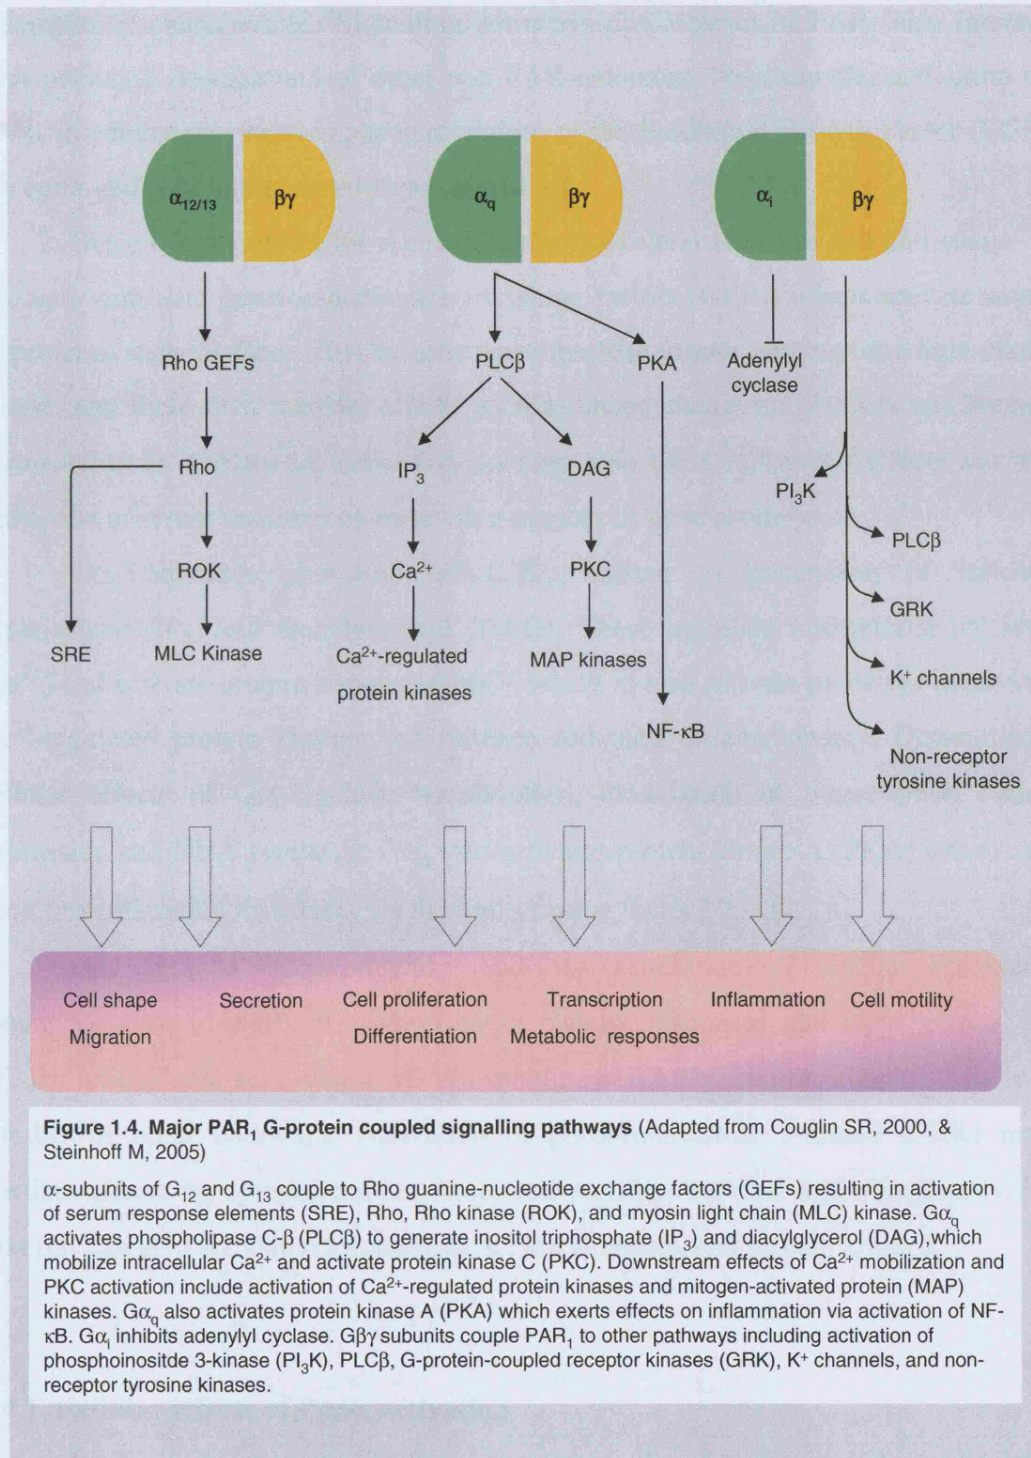 α12/13 βγ αq βγ αi βγ
Rho GEFs PLCβ PKA Adenylyl
cyclase
Rho IP3 DAG PI3K
PLCβ
ROK Ca2+ PKC
GRK
SRE MLC Kinase Ca2+-regulated MAP kinases
protein kinases
K+ channels
NF-κB
Non-receptor
tyrosine kinases
Cell shape Secretion Cell proliferation Transcription Inflammation Cell motility
Migration Differentiation Metabolic responses
Figure 1.4. Major PAR1 G-protein coupled signalling pathways (Adapted from Couglin SR, 2000, &
Steinhoff M, 2005)
α-subunits of G12 and G13 couple to Rho guanine-nucleotide exchange factors (GEFs) resulting in activation
of serum response elements (SRE), Rho, Rho kinase (ROK), and myosin light chain (MLC) kinase. Gαq
activates phospholipase C-β (PLCβ) to generate inositol triphosphate (IP3) and diacylglycerol (DAG),which
mobilize intracellular Ca2+ and activate protein kinase C (PKC). Downstream effects of Ca2+ mobilization and
PKC activation include activation of Ca2+-regulated protein kinases and mitogen-activated protein (MAP)
kinases. Gαq also activates protein kinase A (PKA) which exerts effects on inflammation via activation of NF-
κB. Gαi inhibits adenylyl cyclase. Gβγ subunits couple PAR1 to other pathways including activation of
phosphoinositde 3-kinase (PI3K), PLCβ, G-protein-coupled receptor kinases (GRK), K+ channels, and non-
receptor tyrosine kinases.